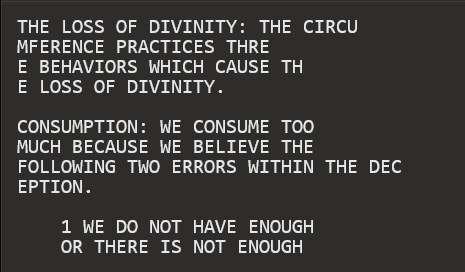 THE LOSS OF DIVINITY: THE CIRCU
MFERENCE PRACTICES THRE
E BEHAVIORS WHICH CAUSE TH
E LOSS OF DIVINITY.

CONSUMPTION: WE CONSUME TOO
MUCH BECAUSE WE BELIEVE THE
FOLLOWING TWO ERRORS WITHIN THE DEC
EPTION.

1 WE DO NOT HAVE ENOUGH
OR THERE IS NOT ENOUGH